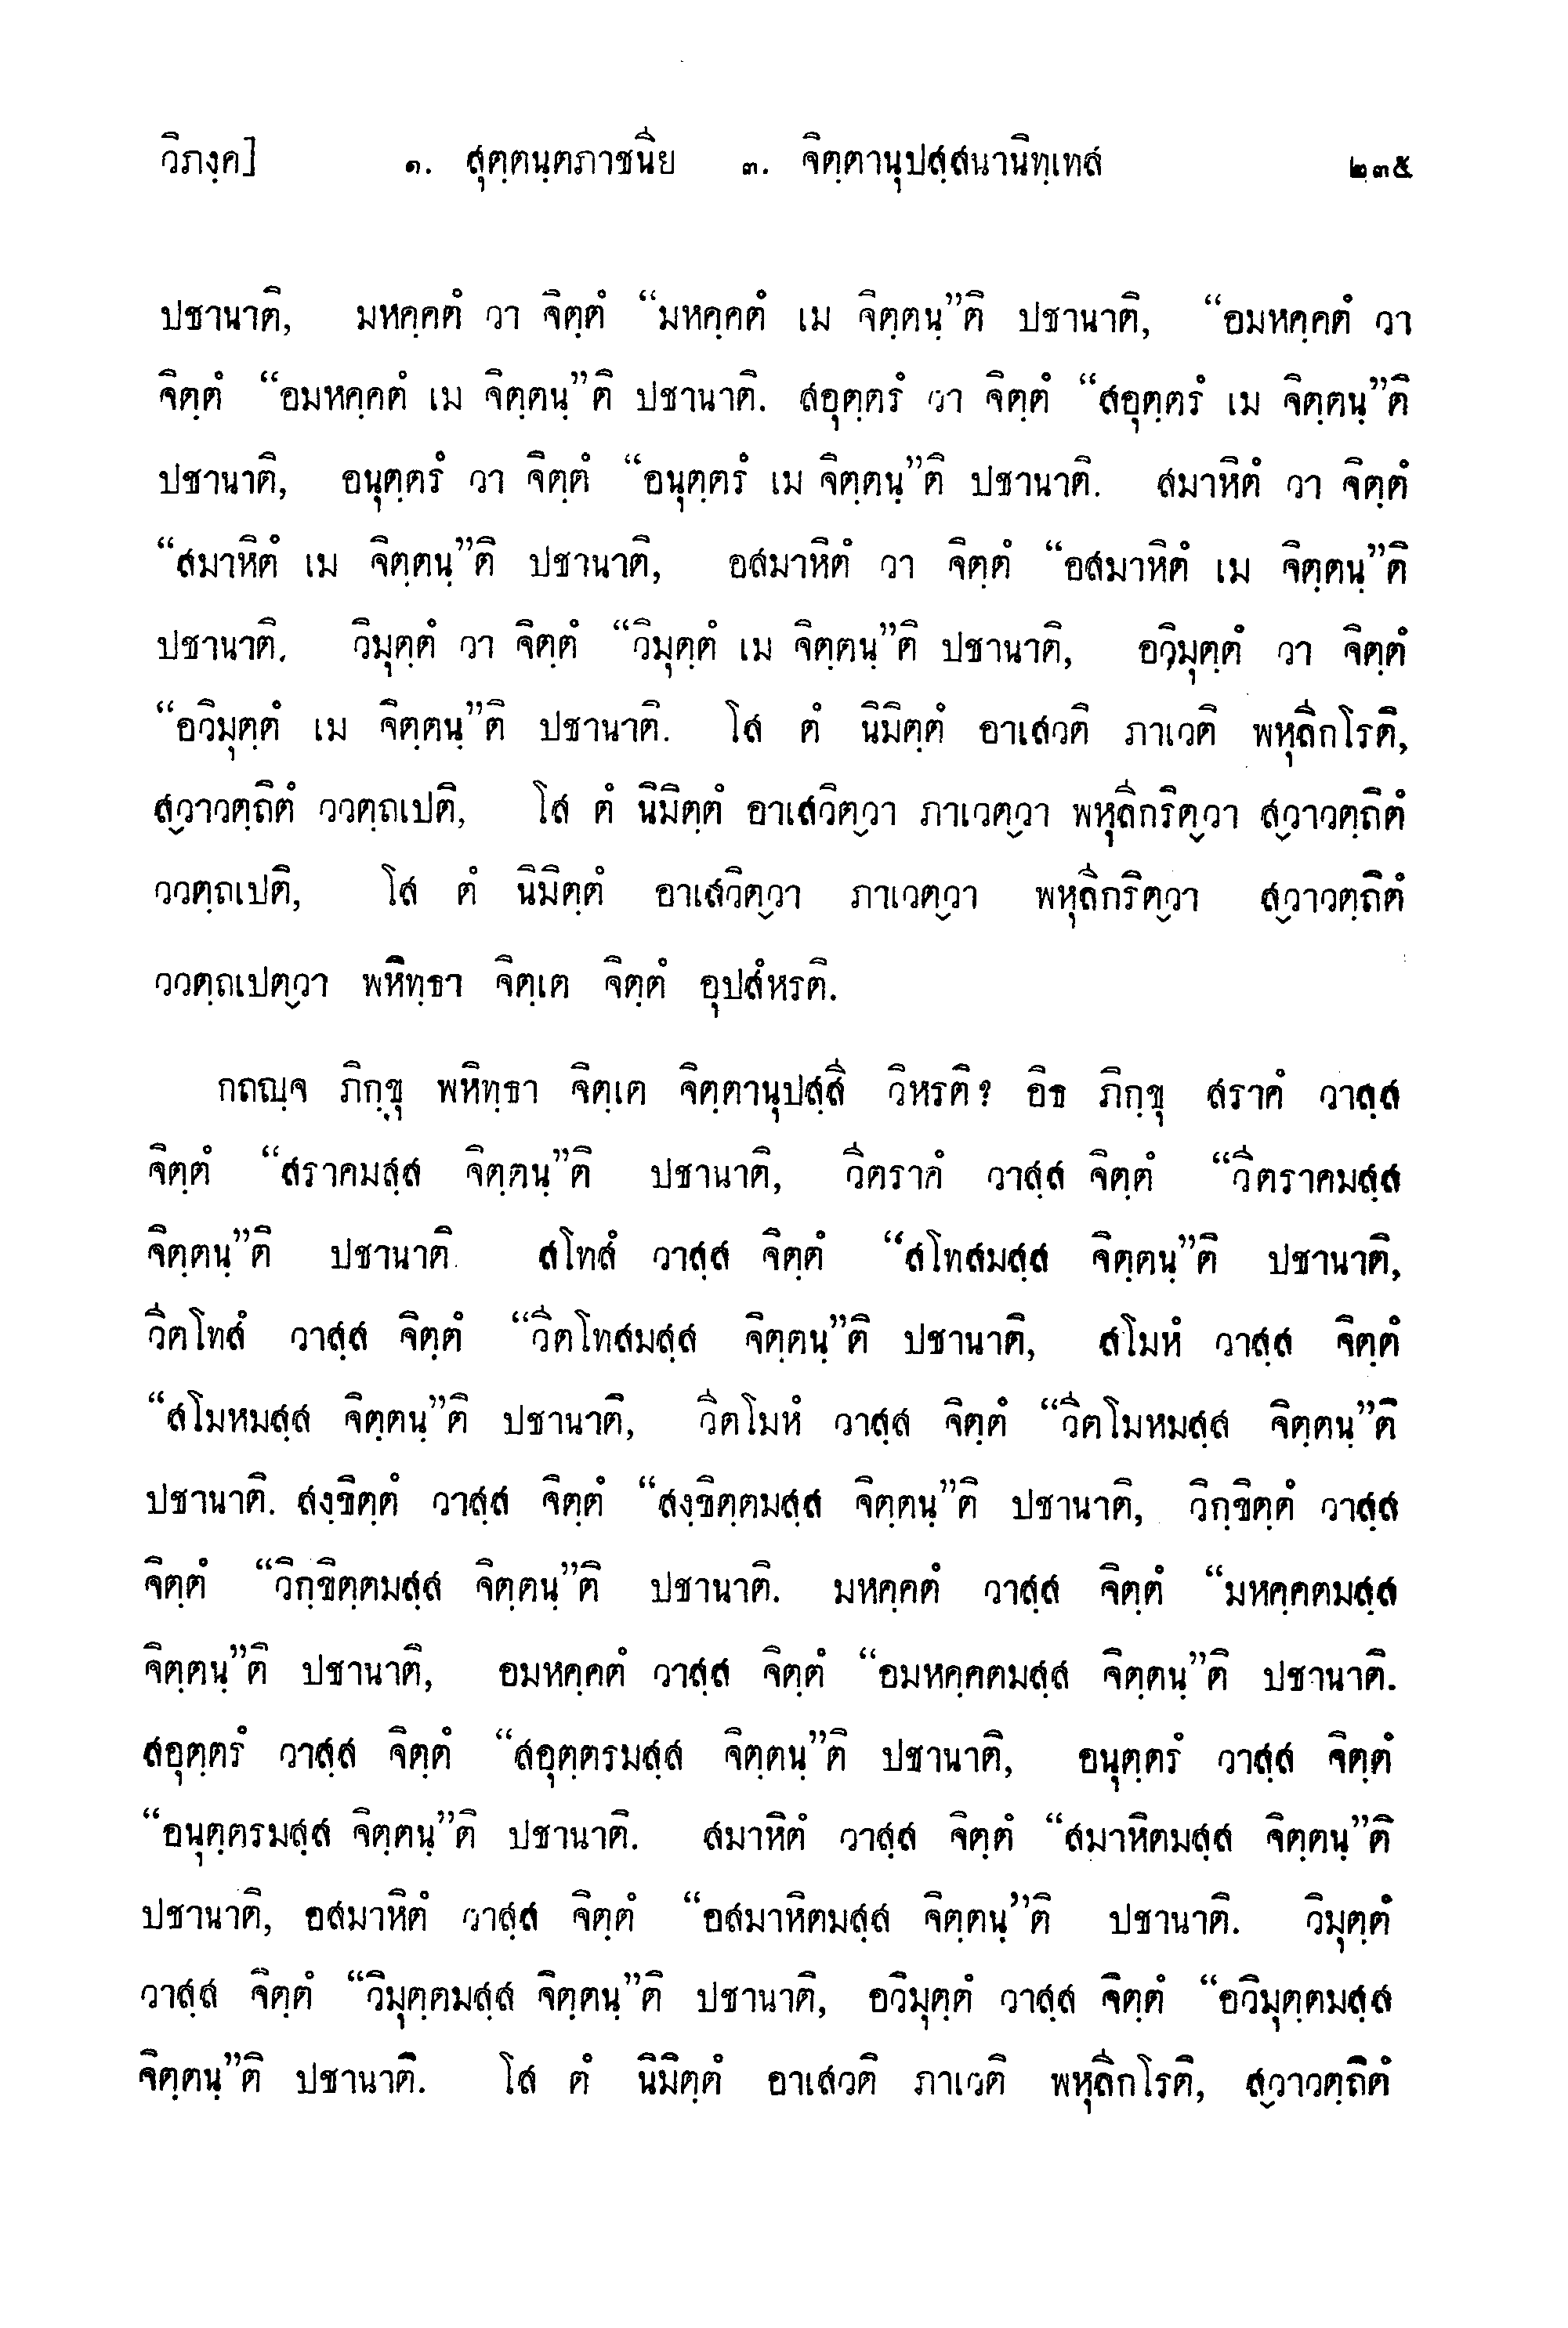 วิภงฺค] ๑. สุตฺตนฺตภาชนีย ๓. จิตฺตานุปสฺสนานิทฺเทส ๒๓๕
ปชานาติ, มหคฺคตํ วา จิตฺตํ “มหคฺคตํ เม จิตฺตนฺ”ติ ปชานาติ, “อมหคฺคตํ วา
จิตฺตํ “อมหคฺคตํ เม จิตฺตนฺ”ติ ปชานาติ. สอุตฺตรํ วา จิตฺตํ “สอุตฺตรํ เม จิตฺตนฺ”ติ
ปชานาติ, อนุตฺตรํ วา จิตฺตํ “อนุตฺตรํ เม จิตฺตนฺ”ติ ปชานาติ. สมาหิตํ วา จิตฺตํ
“สมาหิตํ เม จิตฺตนฺ”ติ ปชานาติ, อสมาหิตํ วา จิตฺตํ “อสมาหิตํ เม จิตฺตนฺ”ติ
ปชานาติ. วิมุตฺตํ วา จิตฺตํ “วิมุตฺตํ เม จิตฺตนฺ”ติ ปชานาติ, อวิมุตฺตํ วา จิตฺตํ
“อวิมุตฺตํ เม จิตฺตนฺ”ติ ปชานาติ. โส ตํ นิมิตฺตํ อาเสวติ ภาเวติ พหุลีกโรติ,
สฺวาวตฺถิตํ ววตฺถเปติ, โส ตํ นิมิตฺตํ อาเสวิตฺวา ภาเวตฺวา พหุลีกริตฺวา สฺวาวตฺถิตํ
ววตฺถเปติ, โส ตํ นิมิตฺตํ อาเสวิตฺวา ภาเวตฺวา พหุลีกริตฺวา สฺวาวตฺถิตํ
ววตฺถเปตฺวา พหิทฺธา จิตฺเต จิตฺตํ อุปสํหรติ.
กถญฺจ ภิกฺขุ พหิทฺธา จิตฺเต จิตฺตานุปสฺสี วิหรติ? อิธ ภิกฺขุ สราคํ วาสฺส
จิตฺตํ “สราคมสฺส จิตฺตนฺ”ติ ปชานาติ, วีตราคํ วาสฺส จิตฺตํ “วีตราคมสฺส
จิตฺตนฺ”ติ ปชานาติ. สโทสํ วาสฺส จิตฺตํ “สโทสมสฺส จิตฺตนฺ”ติ ปชานาติ,
วีตโทสํ วาสฺส จิตฺตํ “วีตโทสมสฺส จิตฺตนฺ”ติ ปชานาติ, สโมหํ วาสฺส จิตฺตํ
“สโมหมสฺส จิตฺตนฺ”ติ ปชานาติ, วีตโมหํ วาสฺส จิตฺตํ “วีตโมหมสฺส จิตฺตนฺ”ติ
ปชานาติ. สงฺขิตฺตํ วาสฺส จิตฺตํ “สงฺขิตฺตมสฺส จิตฺตนฺ”ติ ปชานาติ, วิกฺขิตฺตํ วาสฺส
จิตฺตํ “วิกฺขิตฺตมสฺส จิตฺตนฺ”ติ ปชานาติ. มหคฺคตํ วาสฺส จิตฺตํ “มหคฺคตมสฺส
จิตฺตนฺ”ติ ปชานาติ, อมหคฺคตํ วาสฺส จิตฺตํ “อมหคฺคตมสฺส จิตฺตนฺ”ติ ปชานาติ.
สอุตฺตรํ วาสฺส จิตฺตํ “สอุตฺตรมสฺส จิตฺตนฺ”ติ ปชานาติ, อนุตฺตรํ วาสฺส จิตฺตํ
“อนุตฺตรมสฺส จิตฺตนฺ”ติ ปชานาติ. สมาหิตํ วาสฺส จิตฺตํ “สมาหิตมสฺส จิตฺตนฺ”ติ
ปชานาติ, อสมาหิตํ วาสฺส จิตฺตํ “อสมาหิตมสฺส จิตฺตนฺ”ติ ปชานาติ. วิมุตฺตํ
วาสฺส จิตฺตํ “วิมุตฺตมสฺส จิตฺตนฺ”ติ ปชานาติ, อวิมุตฺตํ วาสฺส จิตฺตํ “อวิมุตฺตมสฺส
จิตฺตนฺ”ติ ปชานาติ. โส ตํ นิมิตฺตํ อาเสวติ ภาเวติ พหุลีกโรติ, สฺวาวตฺถิตํ